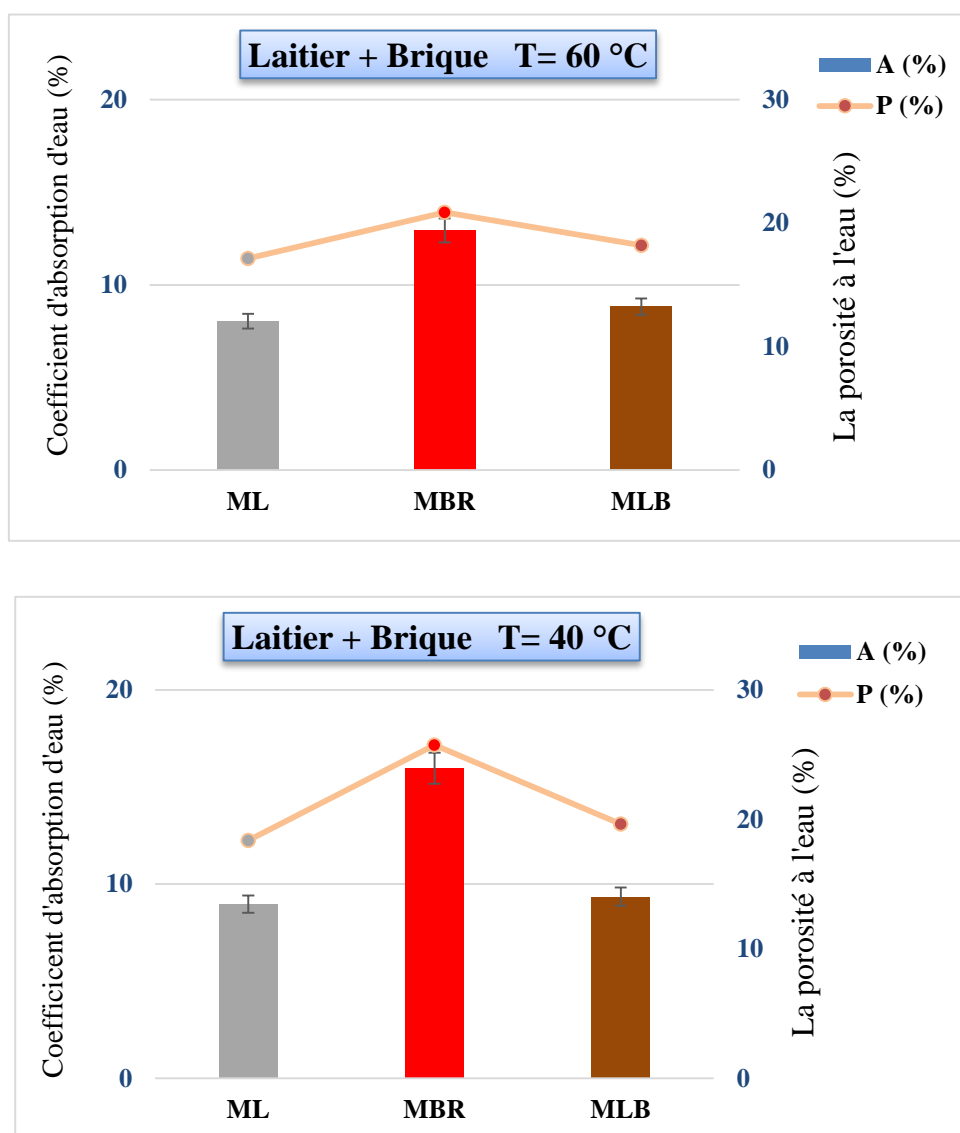 Laitier + Brique T= 60 °C
A (%)
P (%)
Coefficient d'absorption d'eau (%)
20
10
0
30
20
10
0
La porosité à l'eau (%)
ML MBR MLB
Laitier + Brique T= 40 °C
A (%)
P (%)
Coefficicent d'absorption d'eau (%)
20
10
0
30
20
10
0
La porosité à l'eau (%)
ML MBR MLB